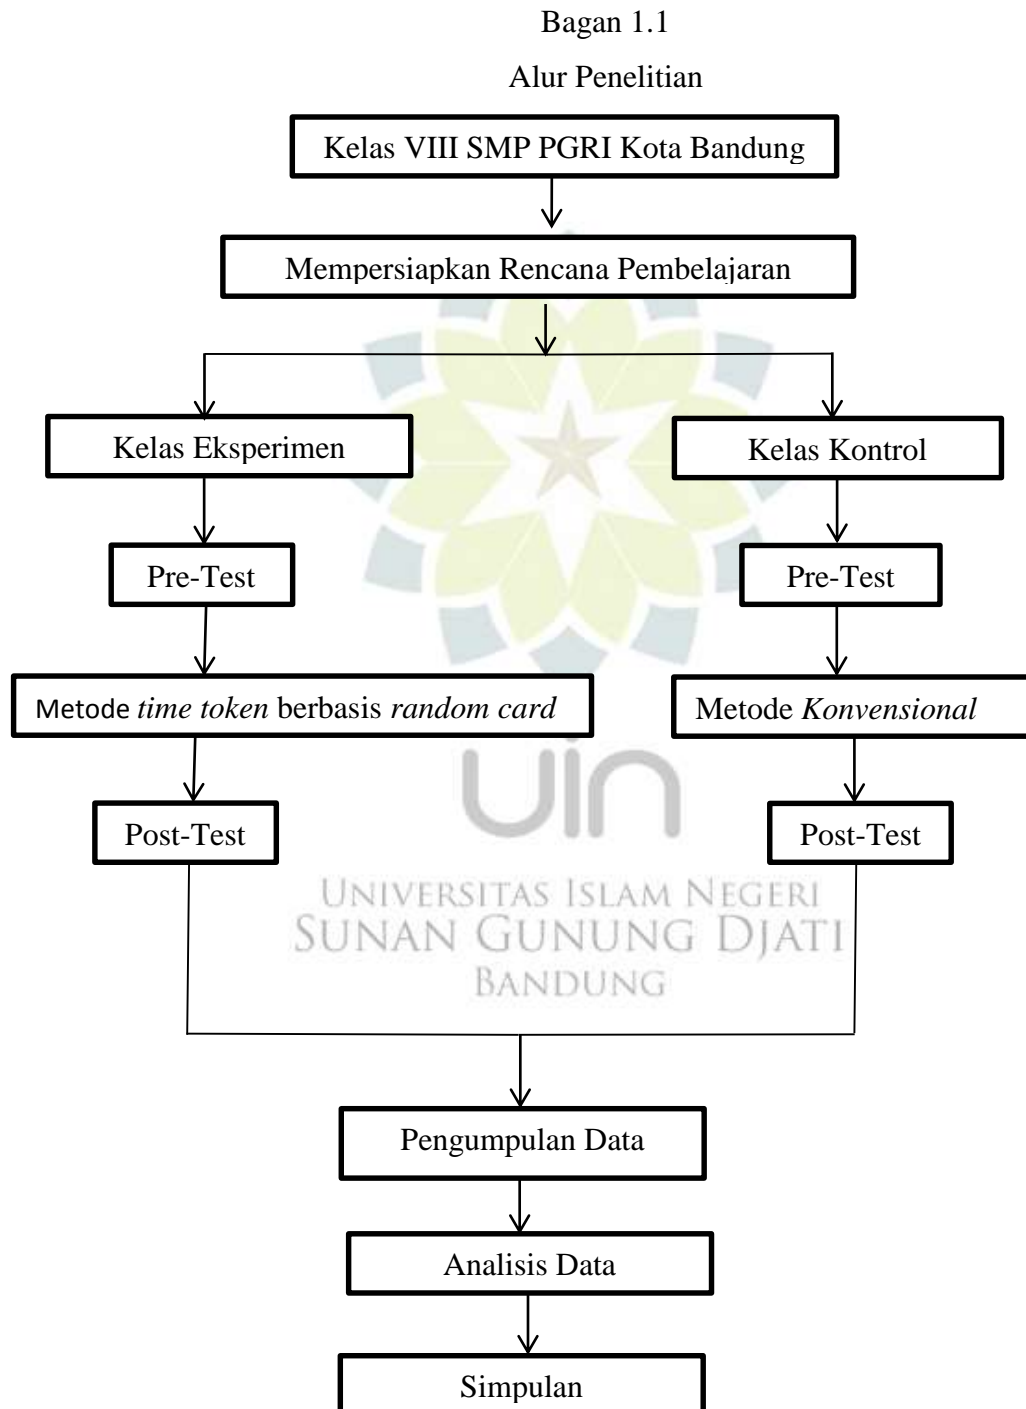 Bagan 1.1
Alur Penelitian
Kelas VIII SMP PGRI Kota Bandung
Mempersiapkan Rencana Pembelajaran
Kelas Eksperimen
Kelas Kontrol
Pre-Test
Pre-Test
Metode time token berbasis random card
Metode Konvensional
Post-Test
Post-Test
uin
UNIVERSITAS ISLAM NEGERI
SUNAN GUNUNG DJATI
BANDUNG
Pengumpulan Data
Analisis Data
Simpulan